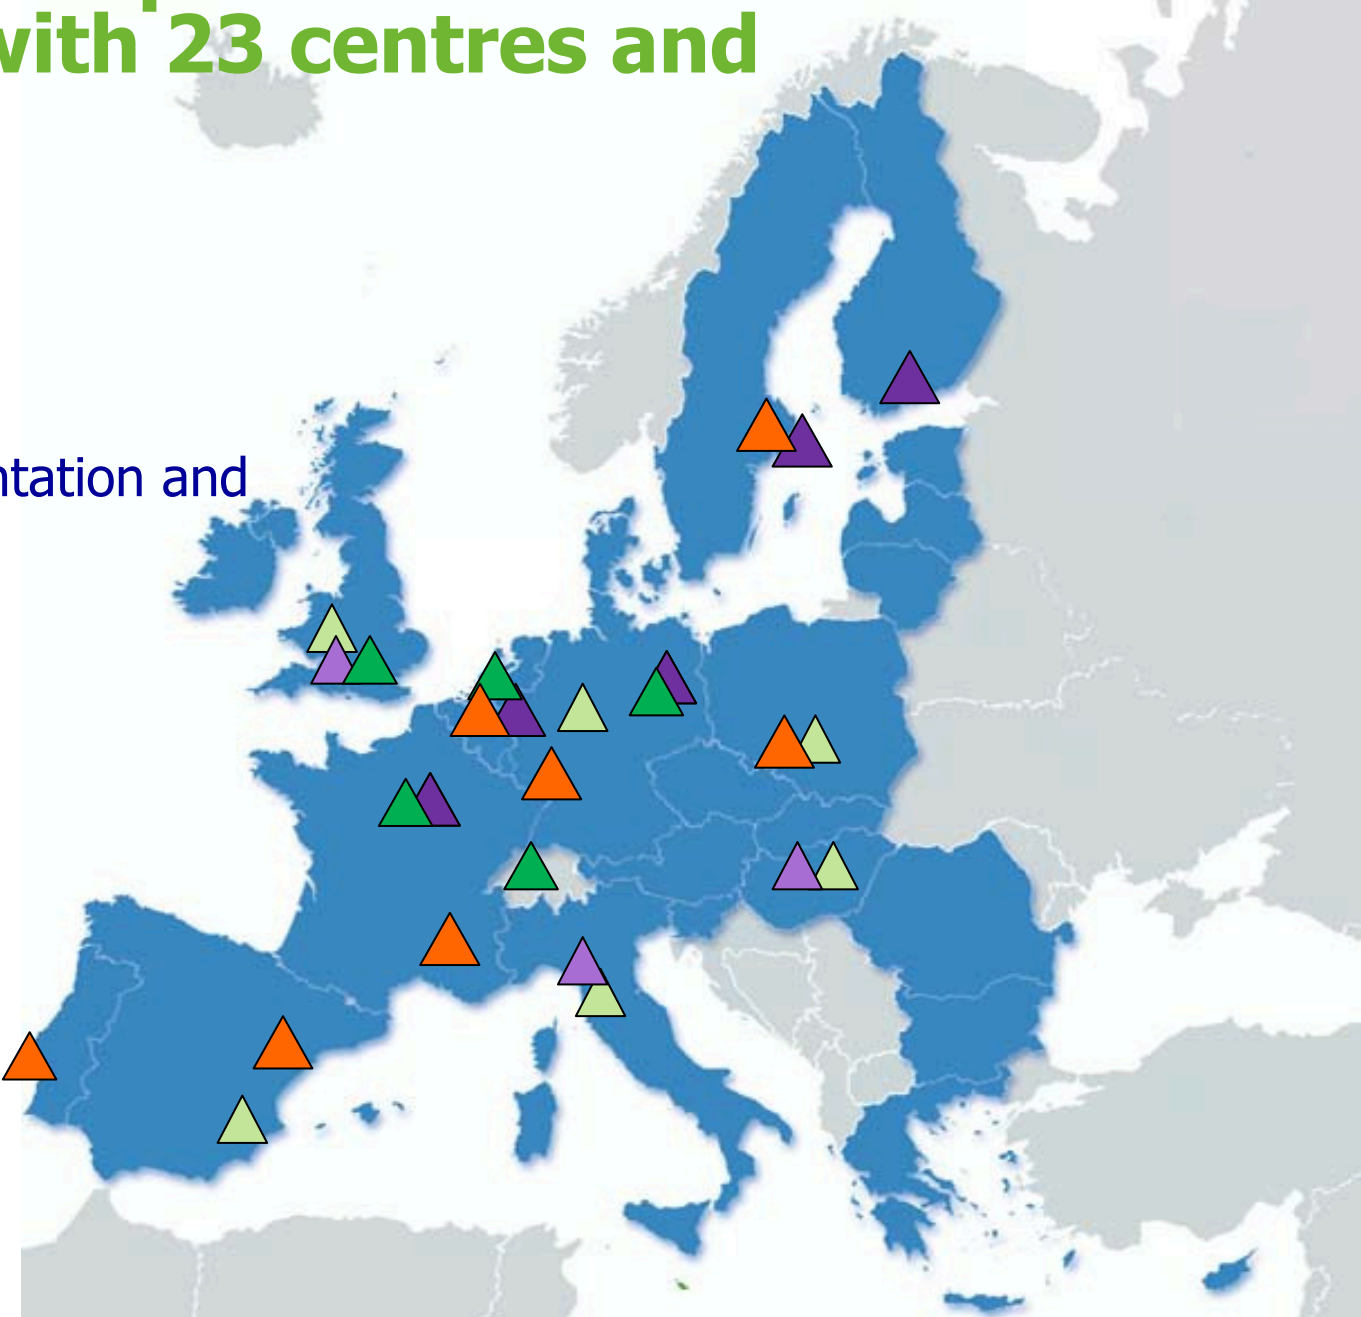 with 23 centres and
ntation and